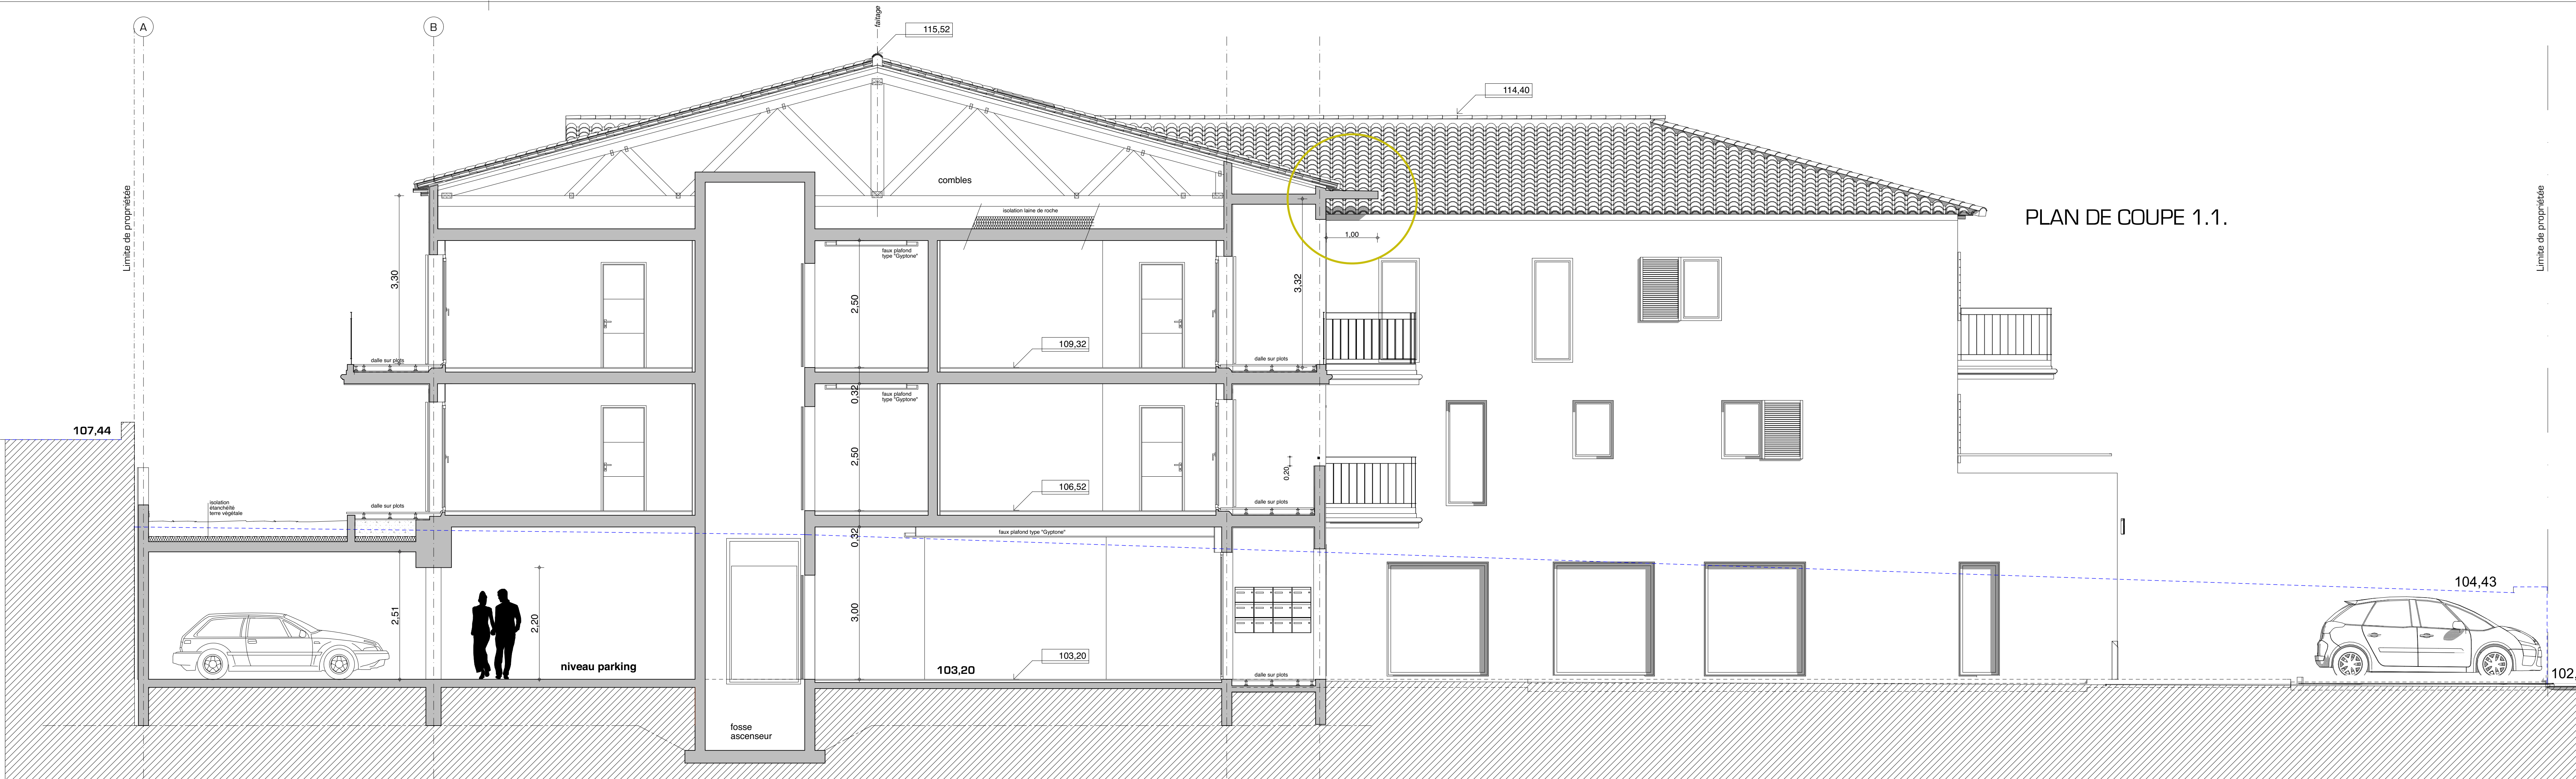 A
B
faîtage
115,52
114,40
combles
isolation laine de roche
Limite de propriétée
Limite de propriétée
PLAN DE COUPE 1.1.
1,00
faux plafond
type "Gyptone"
3,30
2,50
3,32
109,32
dalle sur plots
dalle sur plots
0,32
faux plafond
type "Gyptone"
107,44
2,50
0,20
106,52
isolation
étanchéité
terre végétale
dalle sur plots
dalle sur plots
0,32
faux plafond type "Gyptone"
104,43
2,51
2,20
3,00
niveau parking
103,20
103,20
dalle sur plots
102,
fosse
ascenseur